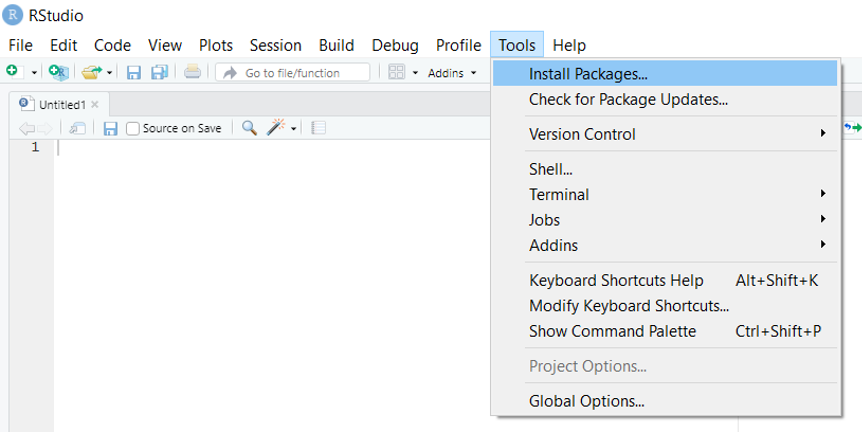 RStudio
File Edit Code View Plots Session Build Debug Profile Tools Help
Go to file/function Addins
Untitled1
Source on Save
1
Install Packages...
Check for Package Updates...
Version Control
Shell...
Terminal
Jobs
Addins
Keyboard Shortcuts Help Alt+Shift+K
Modify Keyboard Shortcuts...
Show Command Palette Ctrl+Shift+P
Project Options...
Global Options...